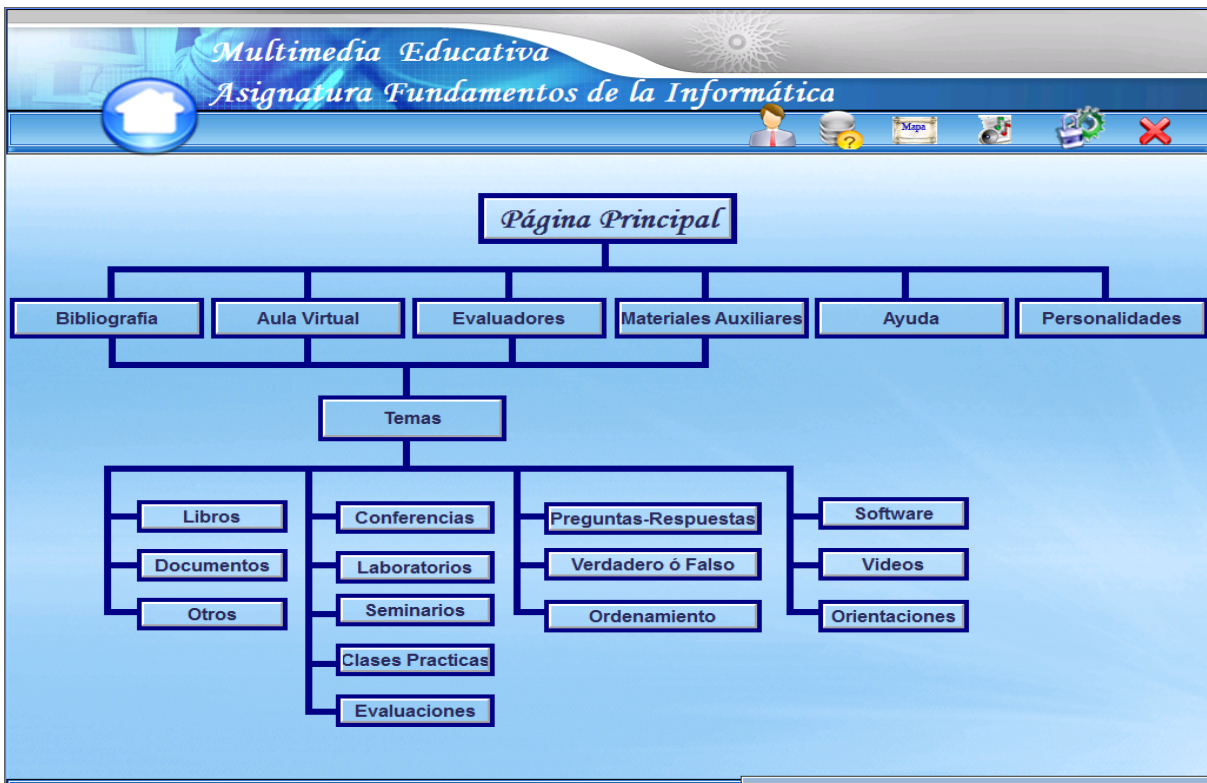 Multimedia Educativa
Asignatura Fundamentos de la Informática
Mapa
Página Principal
Bibliografía
Aula Virtual
Evaluadores
Materiales Auxiliares
Ayuda
Personalidades
Temas
Libros
Documentos
Otros
Conferencias
Laboratorios
Seminarios
Clases Practicas
Evaluaciones
Preguntas-Respuestas
Verdadero ó Falso
Ordenamiento
Software
Videos
Orientaciones